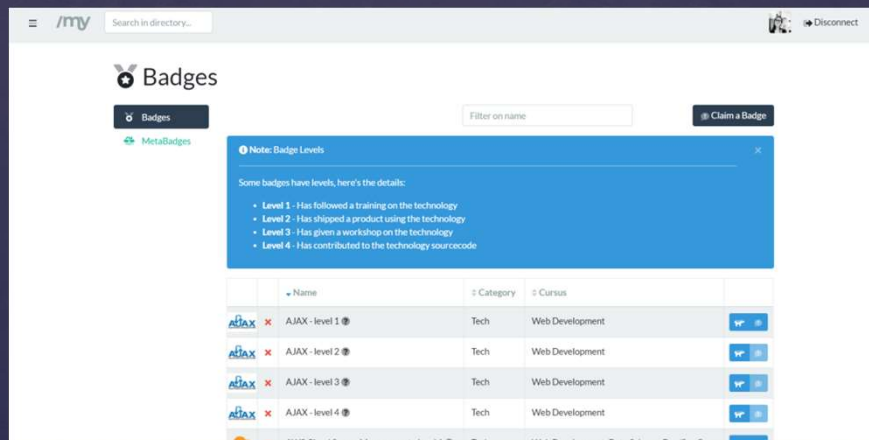 /my Search in directory... Disconnect
Badges
Badges Filter on name Claim a Badge
MetaBadges
Note: Badge Levels
Some badges have levels, here's the details:
Level 1 - Has followed a training on the technology
Level 2 - Has shipped a product using the technology
Level 3 - Has given a workshop on the technology
Level 4 - Has contributed to the technology sourcecode
Name Category Cursus
AJAX AJAX - level 1 Tech Web Development
AJAX AJAX - level 2 Tech Web Development
AJAX AJAX - level 3 Tech Web Development
AJAX AJAX - level 4 Tech Web Development